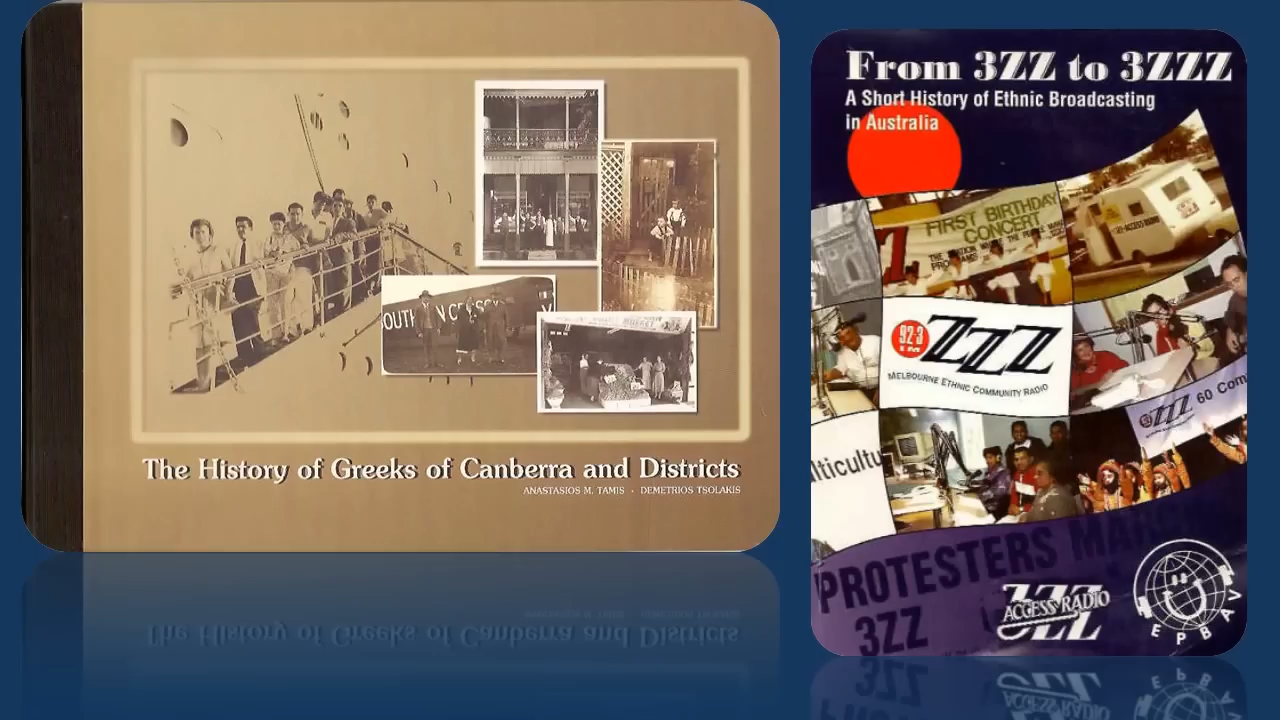 The History of Greeks of Canberra and Districts
ANASTASIOS M. TAMIS • DEMETRIOS TSOLAKIS
From 3ZZ to 3ZZZ
A Short History of Ethnic Broadcasting
in Australia
FIRST BIRTHDAY
CONCERT
92.3
FM
ZZZ
MELBOURNE ETHNIC COMMUNITY RADIO
ZZZ 60 Com
lticultu
PROTESTERS MARCH
3ZZ
ACCESS RADIO
3ZZ
EPBAV